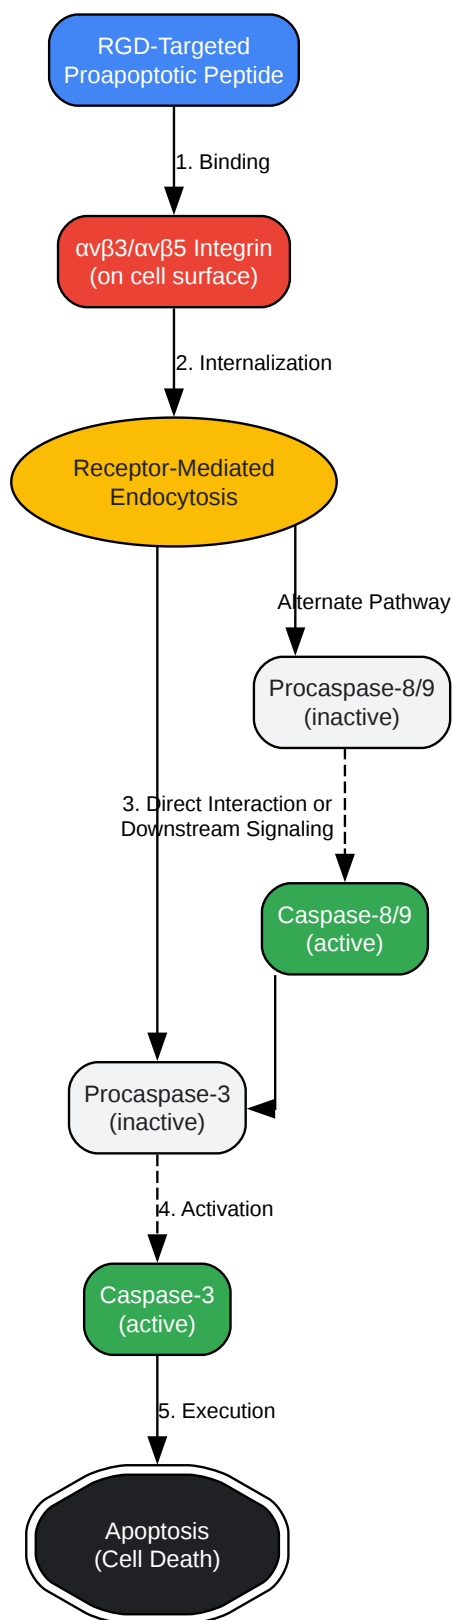 RGD-Targeted
Proapoptotic Peptide
1. Binding
αvβ3/αvβ5 Integrin
(on cell surface)
2. Internalization
Receptor-Mediated
Endocytosis
Alternate Pathway
Procaspase-8/9
(inactive)
3. Direct Interaction or
Downstream Signaling
Caspase-8/9
(active)
Procaspase-3
(inactive)
4. Activation
Caspase-3
(active)
5. Execution
Apoptosis
(Cell Death)